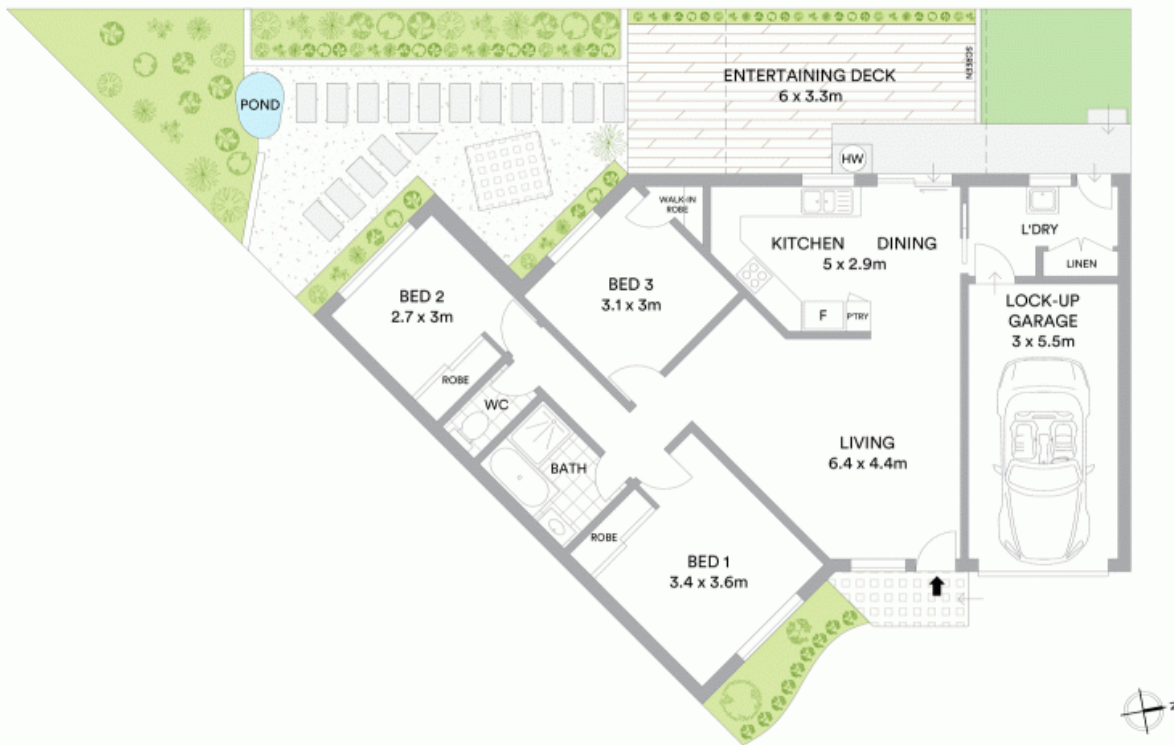 ENTERTAINING DECK
6 x 3.3m
SCREEN
POND
HW
WALK-IN
ROBE
KITCHEN DINING
5 x 2.9m
L'DRY
LINEN
BED 3
3.1 x 3m
BED 2
2.7 x 3m
F
P'TRY
LOCK-UP
GARAGE
3 x 5.5m
ROBE
WC
LIVING
6.4 x 4.4m
BATH
ROBE
BED 1
3.4 x 3.6m